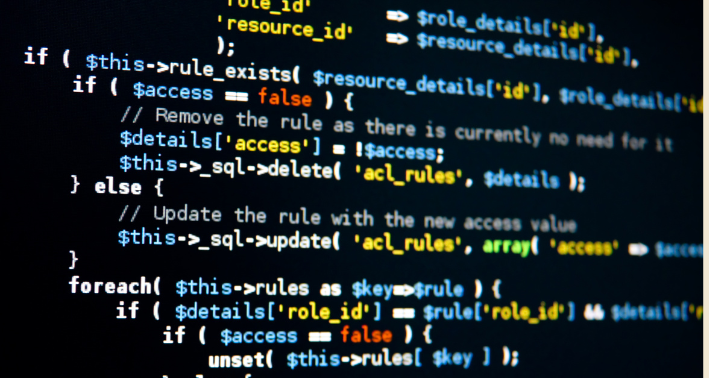 'role_id' => $role_details['id'],
'resource_id' => $resource_details['id'],
);
if ( $this->rule_exists( $resource_details['id'], $role_details['id
if ( $access == false ) {
// Remove the rule as there is currently no need for it
$details['access'] = !$access;
$this->_sql->delete( 'acl_rules', $details );
} else {
// Update the rule with the new access value
$this->_sql->update( 'acl_rules', array( 'access' => $acces
}
foreach( $this->rules as $key=>$rule ) {
if ( $details['role_id'] == $rule['role_id'] && $details['r
if ( $access == false ) {
unset( $this->rules[ $key ] );
} else {